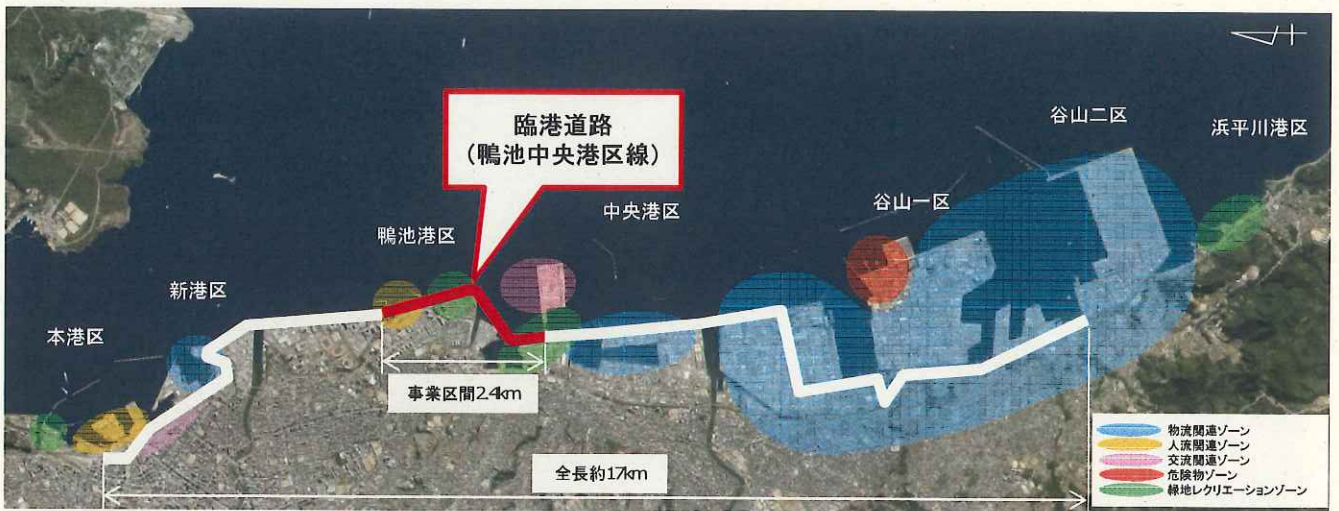 臨港道路
(鴨池中央港区線)
谷山二区
浜平川港区
中央港区
谷山一区
鴨池港区
新港区
本港区
事業区間2.4km
全長約17km
物流関連ゾーン
人流関連ゾーン
交流関連ゾーン
危険物ゾーン
緑地レクリエーションゾーン